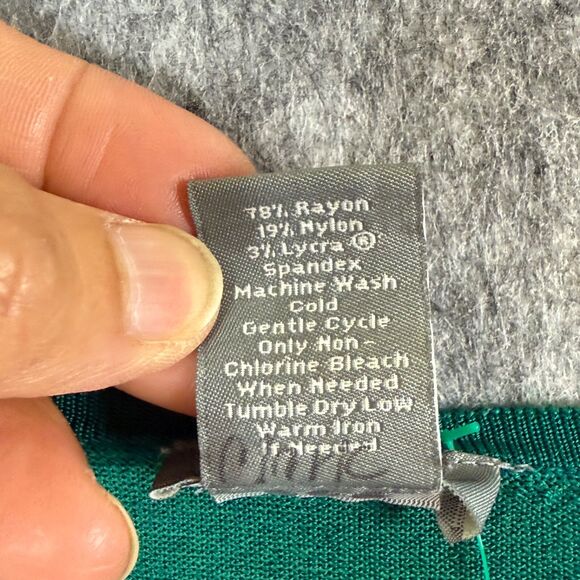 78% Rayon
19% Nylon
3% Lycra ®
Spandex
Machine Wash
Cold
Gentle Cycle
Only Non-
Chlorine Bleach
When Needed
Tumble Dry Low
Warm Iron
If Needed